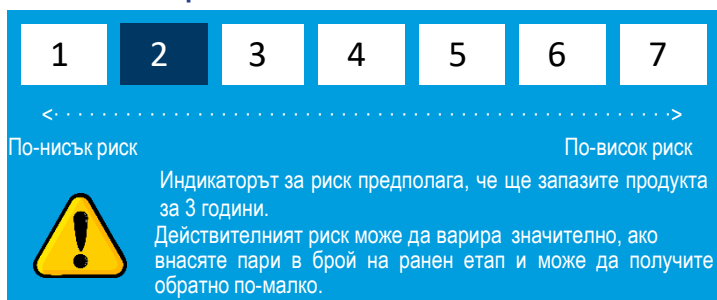 1 2 3 4 5 6 7
<· · · · · · · · · · · · · · · · · · · · · · · · · · · · · · · · · · · · · · · · · · · · · · · · · · · · · ·>
По-нисък риск По-висок риск
Индикаторът за риск предполага, че ще запазите продукта
за 3 години.
Действителният риск може да варира значително, ако
внасяте пари в брой на ранен етап и може да получите
обратно по-малко.